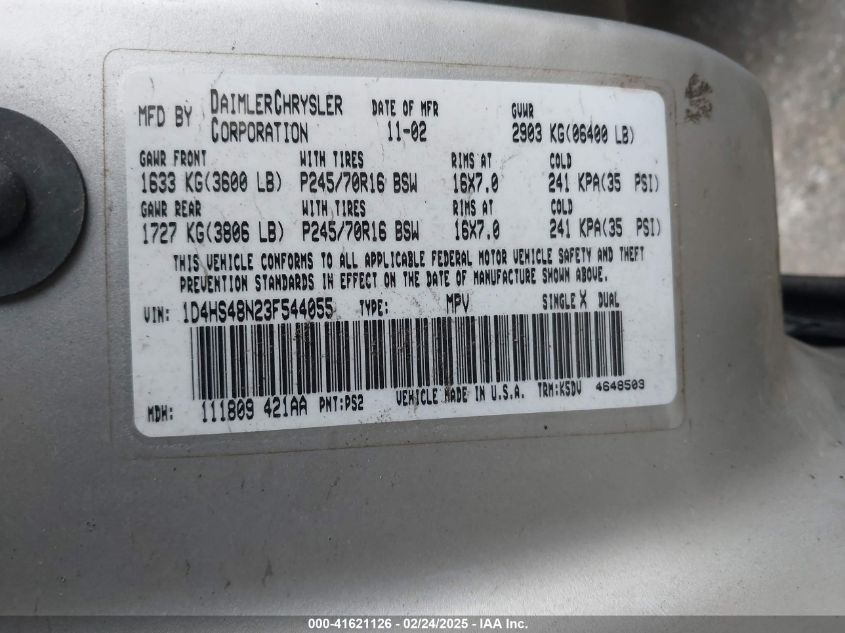 MFD BY DAIMLERCHRYSLER CORPORATION DATE OF MFR 11-02 GVWR 2903 KG(06400 LB)
GAWR FRONT WITH TIRES RIMS AT COLD
1633 KG(3600 LB) P245/70R16 BSW 16X7.0 241 KPA(35 PSI)
GAWR REAR WITH TIRES RIMS AT COLD
1727 KG(3806 LB) P245/70R16 BSW 16X7.0 241 KPA(35 PSI)
THIS VEHICLE CONFORMS TO ALL APPLICABLE FEDERAL MOTOR VEHICLE SAFETY AND THEFT
PREVENTION STANDARDS IN EFFECT ON THE DATE OF MANUFACTURE SHOWN ABOVE.
VIN: 1D4HS48N23F544055 TYPE: MPV SINGLE X DUAL
MDH: 111809 421AA PNT:PS2 VEHICLE MADE IN U.S.A. TRM:K5DV 4648503
000-41621126 - 02/24/2025 - IAA Inc.